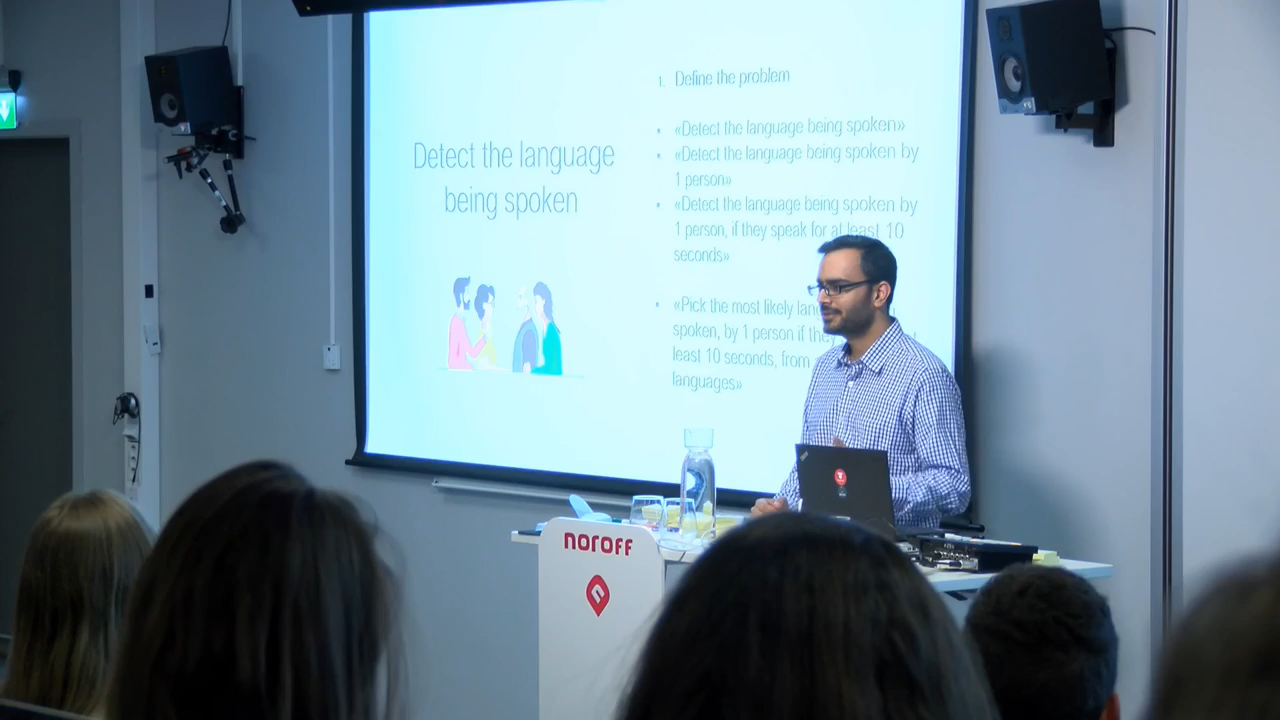 Detect the language
being spoken
1. Define the problem
• «Detect the language being spoken»
• «Detect the language being spoken by
1 person»
• «Detect the language being spoken by
1 person, if they speak for at least 10
seconds»
• «Pick the most likely
spoken, by 1 person if they
least 10 seconds, from
languages»
noroff